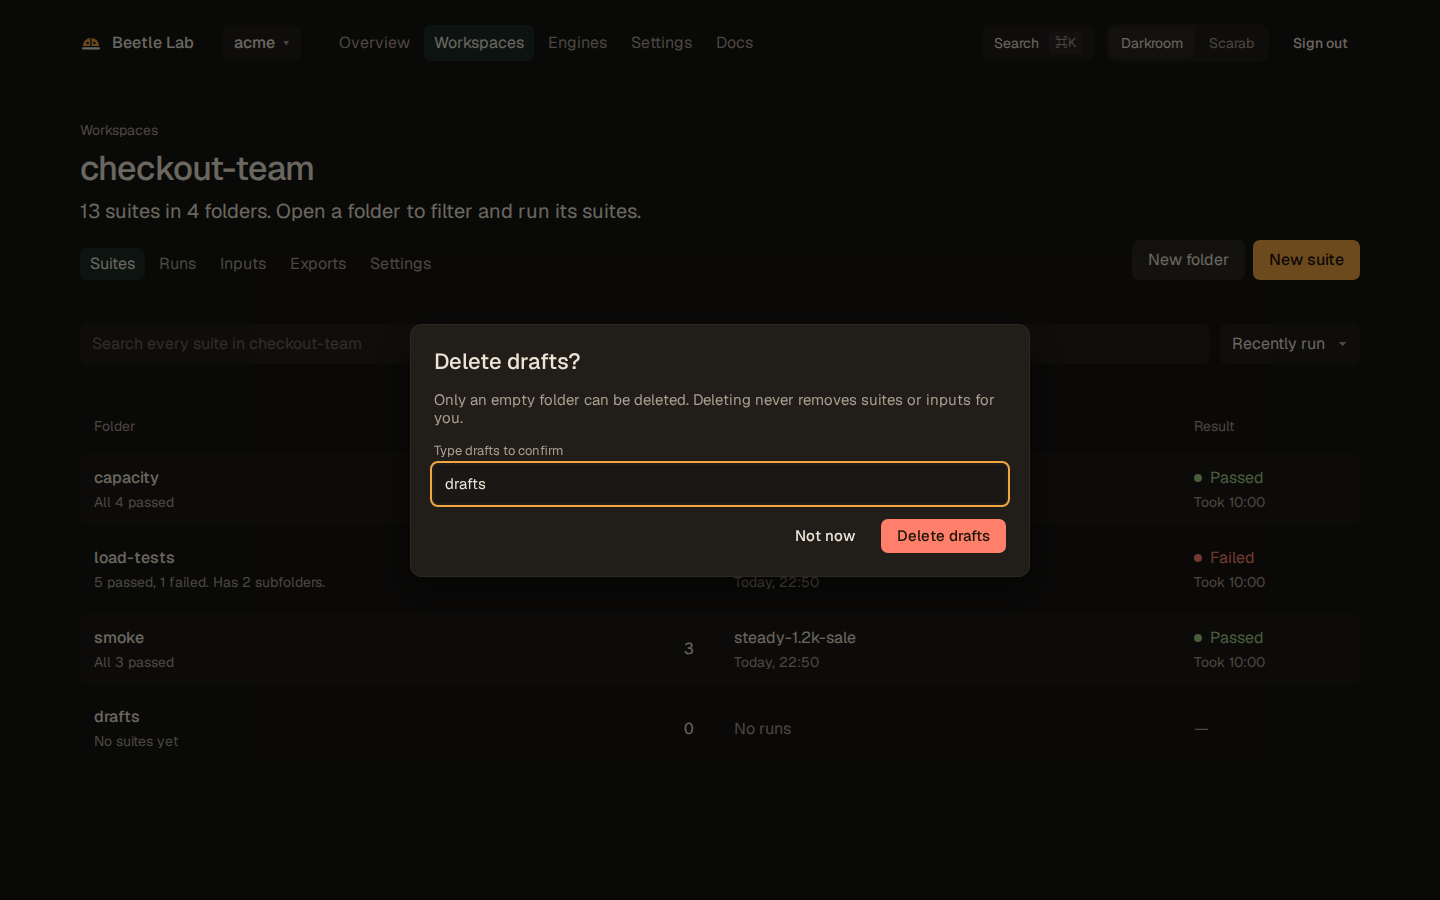 Beetle Lab
acme
Overview
Workspaces
Engines
Settings
Docs
Search ⌘K
Darkroom
Scarab
Sign out
Workspaces
checkout-team
13 suites in 4 folders. Open a folder to filter and run its suites.
Suites
Runs
Inputs
Exports
Settings
New folder
New suite
Search every suite in checkout-team
Recently run
Delete drafts?
Only an empty folder can be deleted. Deleting never removes suites or inputs for
you.
Type drafts to confirm
drafts
Not now
Delete drafts
Folder
Result
capacity
All 4 passed
Passed
Took 10:00
load-tests
5 passed, 1 failed. Has 2 subfolders.
Today, 22:50
Failed
Took 10:00
smoke
All 3 passed
3
steady-1.2k-sale
Today, 22:50
Passed
Took 10:00
drafts
No suites yet
0
No runs
—